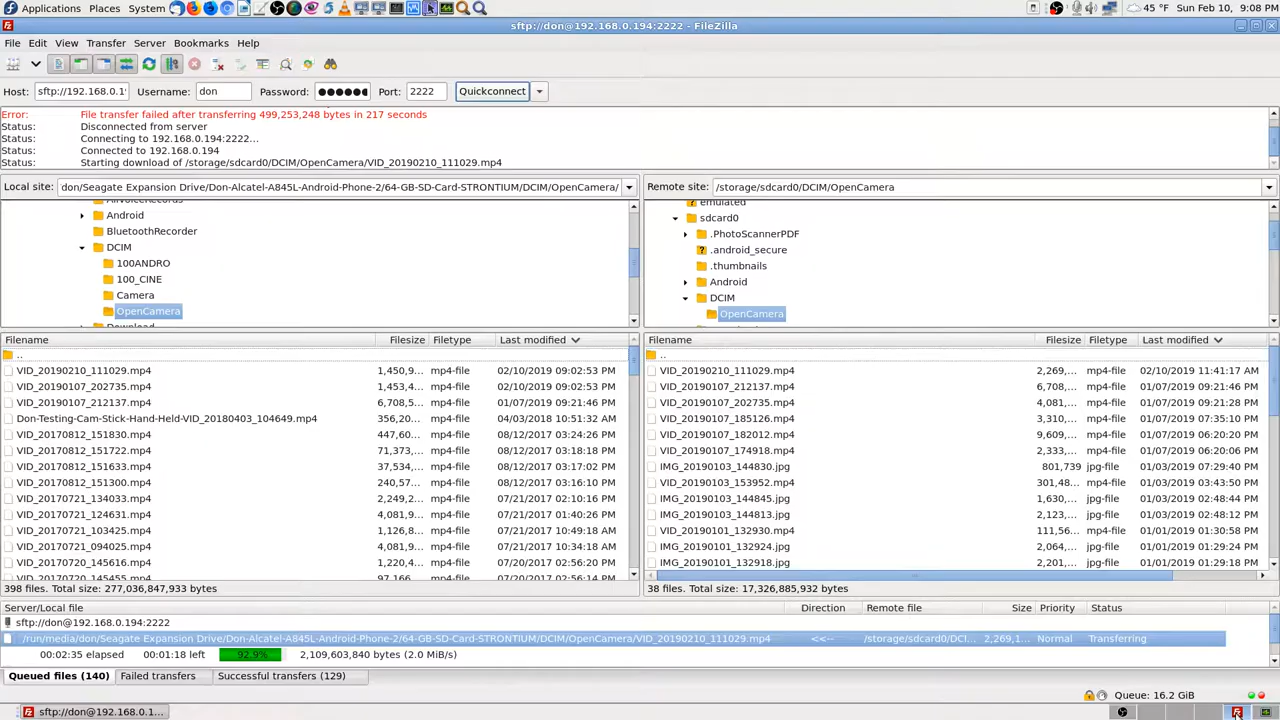 Applications Places System 45 °F Sun Feb 10, 9:08 PM
sftp://don@192.168.0.194:2222 - FileZilla
File Edit View Transfer Server Bookmarks Help
Host: sftp://192.168.0.1 Username: don Password: ●●●●●● Port: 2222 Quickconnect
Error: File transfer failed after transferring 499,253,248 bytes in 217 seconds
Status: Disconnected from server
Status: Connecting to 192.168.0.194:2222...
Status: Connected to 192.168.0.194
Status: Starting download of /storage/sdcard0/DCIM/OpenCamera/VID_20190210_111029.mp4
Local site: don/Seagate Expansion Drive/Don-Alcatel-A845L-Android-Phone-2/64-GB-SD-Card-STRONTIUM/DCIM/OpenCamera/
Android
BluetoothRecorder
DCIM
100ANDRO
100_CINE
Camera
OpenCamera
Download
Remote site: /storage/sdcard0/DCIM/OpenCamera
emulated
sdcard0
.PhotoScannerPDF
.android_secure
.thumbnails
Android
DCIM
OpenCamera
Filename Filesize Filetype Last modified
..
VID_20190210_111029.mp4 1,450,9... mp4-file 02/10/2019 09:02:53 PM
VID_20190107_202735.mp4 1,453,4... mp4-file 02/10/2019 09:02:53 PM
VID_20190107_212137.mp4 6,708,5... mp4-file 01/07/2019 09:21:46 PM
Don-Testing-Cam-Stick-Hand-Held-VID_20180403_104649.mp4 356,20... mp4-file 04/03/2018 10:51:32 AM
VID_20170812_151830.mp4 447,60... mp4-file 08/12/2017 03:24:26 PM
VID_20170812_151722.mp4 71,373,... mp4-file 08/12/2017 03:18:18 PM
VID_20170812_151633.mp4 37,534,... mp4-file 08/12/2017 03:17:02 PM
VID_20170812_151300.mp4 240,57... mp4-file 08/12/2017 03:16:10 PM
VID_20170721_134033.mp4 2,249,2... mp4-file 07/21/2017 02:10:16 PM
VID_20170721_124631.mp4 4,081,9... mp4-file 07/21/2017 01:40:26 PM
VID_20170721_103425.mp4 1,126,8... mp4-file 07/21/2017 10:49:18 AM
VID_20170721_094025.mp4 4,081,9... mp4-file 07/21/2017 10:34:18 AM
VID_20170720_145616.mp4 1,220,4... mp4-file 07/20/2017 02:56:20 PM
VID_20170720_145455.mp4 97,166,... mp4-file 07/20/2017 02:56:14 PM
398 files. Total size: 277,036,847,933 bytes
Filename Filesize Filetype Last modified
..
VID_20190210_111029.mp4 2,269,... mp4-file 02/10/2019 11:41:17 AM
VID_20190107_212137.mp4 6,708,... mp4-file 01/07/2019 09:21:46 PM
VID_20190107_202735.mp4 4,081,... mp4-file 01/07/2019 09:21:28 PM
VID_20190107_185126.mp4 3,310,... mp4-file 01/07/2019 07:35:10 PM
VID_20190107_182012.mp4 9,609,... mp4-file 01/07/2019 06:20:20 PM
VID_20190107_174918.mp4 2,333,... mp4-file 01/07/2019 06:20:00 PM
IMG_20190103_144830.jpg 801,739 jpg-file 01/03/2019 07:29:40 PM
VID_20190103_153952.mp4 301,48... mp4-file 01/03/2019 03:43:50 PM
IMG_20190103_144845.jpg 1,630,... jpg-file 01/03/2019 02:48:44 PM
IMG_20190103_144813.jpg 2,123,... jpg-file 01/03/2019 02:48:12 PM
VID_20190101_132930.mp4 111,56... mp4-file 01/01/2019 01:30:58 PM
IMG_20190101_132924.jpg 2,064,... jpg-file 01/01/2019 01:29:24 PM
IMG_20190101_132918.jpg 2,201,... jpg-file 01/01/2019 01:29:18 PM
38 files. Total size: 17,326,885,932 bytes
Server/Local file Direction Remote file Size Priority Status
sftp://don@192.168.0.194:2222
/run/media/don/Seagate Expansion Drive/Don-Alcatel-A845L-Android-Phone-2/64-GB-SD-Card-STRONTIUM/DCIM/OpenCamera/VID_20190210_111029.mp4 <<-- /storage/sdcard0/DCI... 2,269,1... Normal Transferring
00:02:35 elapsed 00:01:18 left 92.9% 2,109,603,840 bytes (2.0 MiB/s)
Queued files (140) Failed transfers Successful transfers (129)
Queue: 16.2 GiB
sftp://don@192.168.0.1...